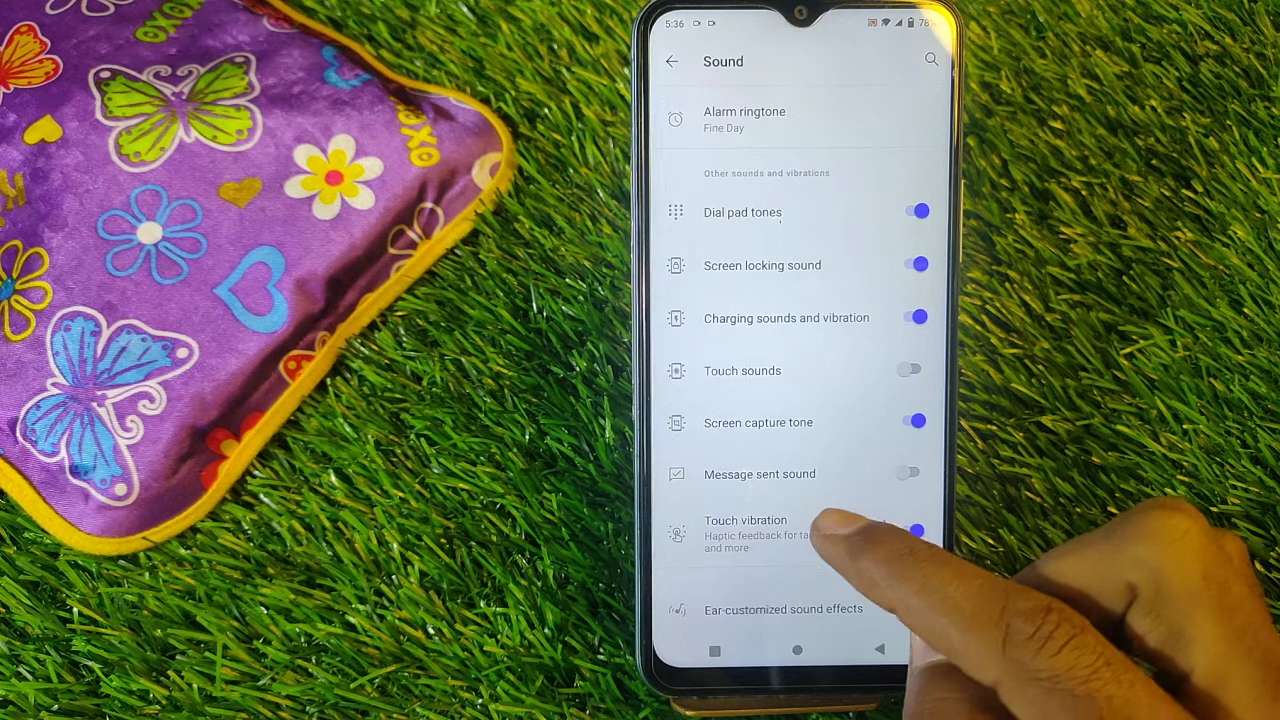 OXOXO
5:36
78
Sound
Alarm ringtone
Fine Day
Other sounds and vibrations
Dial pad tones
Screen locking sound
Charging sounds and vibration
Touch sounds
Screen capture tone
Message sent sound
Touch vibration
Haptic feedback for
and more
Ear-customized sound effects